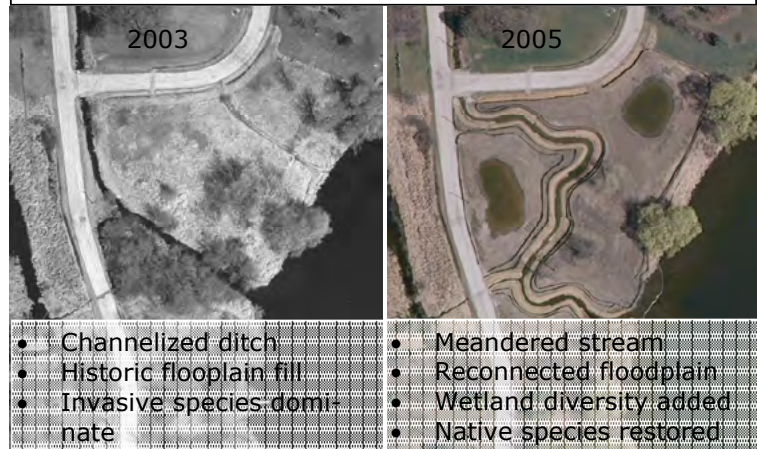 2003
2005
• Channelized ditch
• Historic flooplain fill
• Invasive species domi-
nate
• Meandered stream
• Reconnected floodplain
• Wetland diversity added
• Native species restored